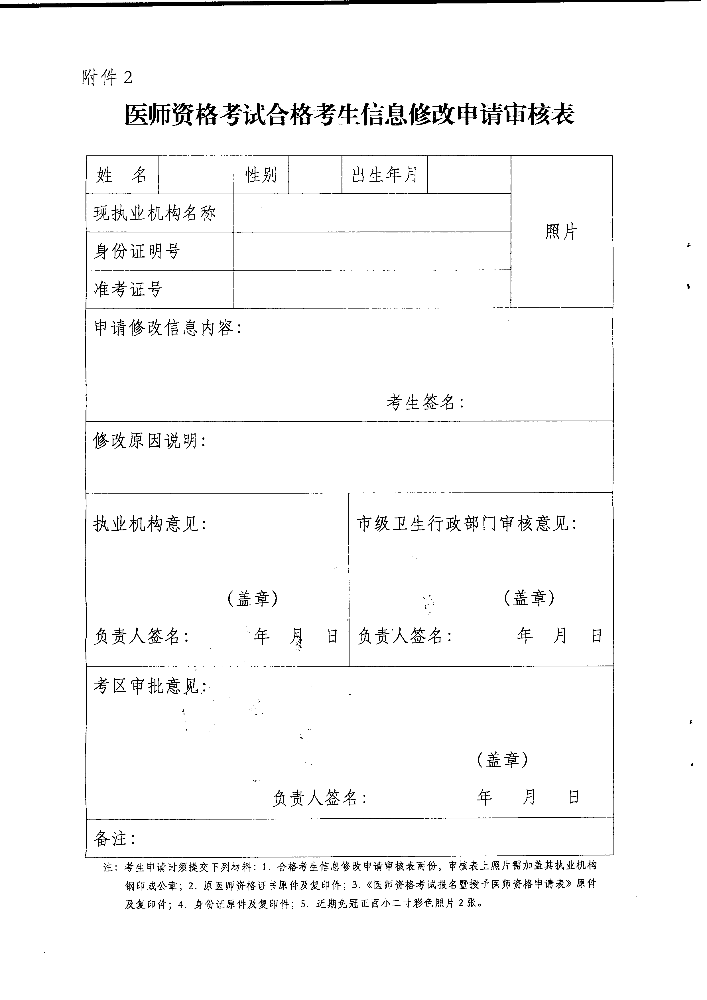 附件2
医师资格考试合格考生信息修改申请审核表
姓 名 性别 出生年月
现执业机构名称
照片
身份证明号
准考证号
申请修改信息内容：
考生签名：
修改原因说明：
执业机构意见：
（盖章）
负责人签名： 年 月 日
市级卫生行政部门审核意见：
（盖章）
负责人签名： 年 月 日
考区审批意见：
（盖章）
负责人签名： 年 月 日
备注：
注：考生申请时须提交下列材料：1．合格考生信息修改申请审核表两份，审核表上照片需加盖其执业机构
钢印或公章；2．原医师资格证书原件及复印件；3．《医师资格考试报名暨授予医师资格申请表》原件
及复印件；4．身份证原件及复印件；5．近期免冠正面小二寸彩色照片2张。